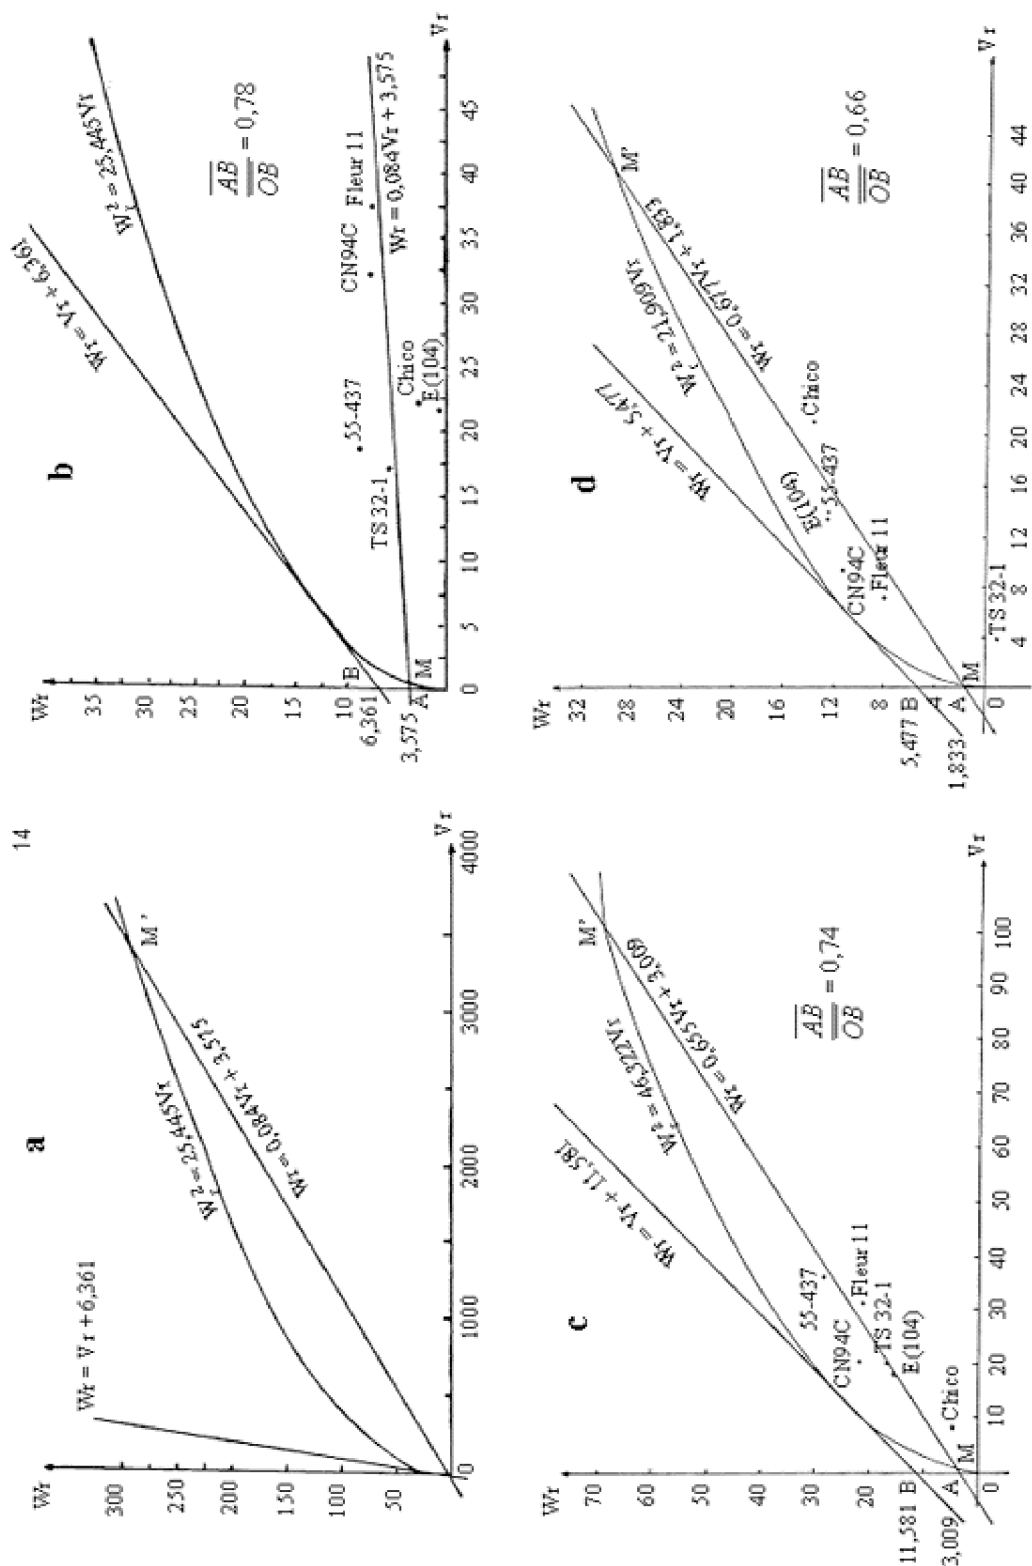 14
a
Wr
300
250
200
150
100
50
0
1000
2000
3000
4000
Vr
Wr = Vr + 6,361
Wr² = 25,445Vr
Wr = 0,084Vr + 3,575
M'
b
Wr
35
30
25
20
15
10
6,361
3,575
B
A
M
0
5
10
15
20
25
30
35
40
45
Vr
Wr = Vr + 6,361
Wr² = 25,445Vr
Wr = 0,084Vr + 3,575
TS 32-1
55-437
Chico
E(104)
CN94C
Fleur 11
AB/OB = 0,78
c
Wr
70
60
50
40
30
20
11,581
B
A
3,009
M
0
10
20
30
40
50
60
70
80
90
100
Vr
Wr = Vr + 11,581
Wr² = 46,322Vr
Wr = 0,655Vr + 3,009
M'
CN94C
55-437
Fleur 11
TS 32-1
E(104)
Chico
AB/OB = 0,74
d
Wr
32
28
24
20
16
12
8
5,477
B
4
A
1,833
M
0
4
8
12
16
20
24
28
32
36
40
44
Vr
Wr = Vr + 5,477
Wr² = 21,909Vr
Wr = 0,677Vr + 1,833
M'
CN94C
Fleur 11
E(104)
55-437
Chico
TS 32-1
AB/OB = 0,66